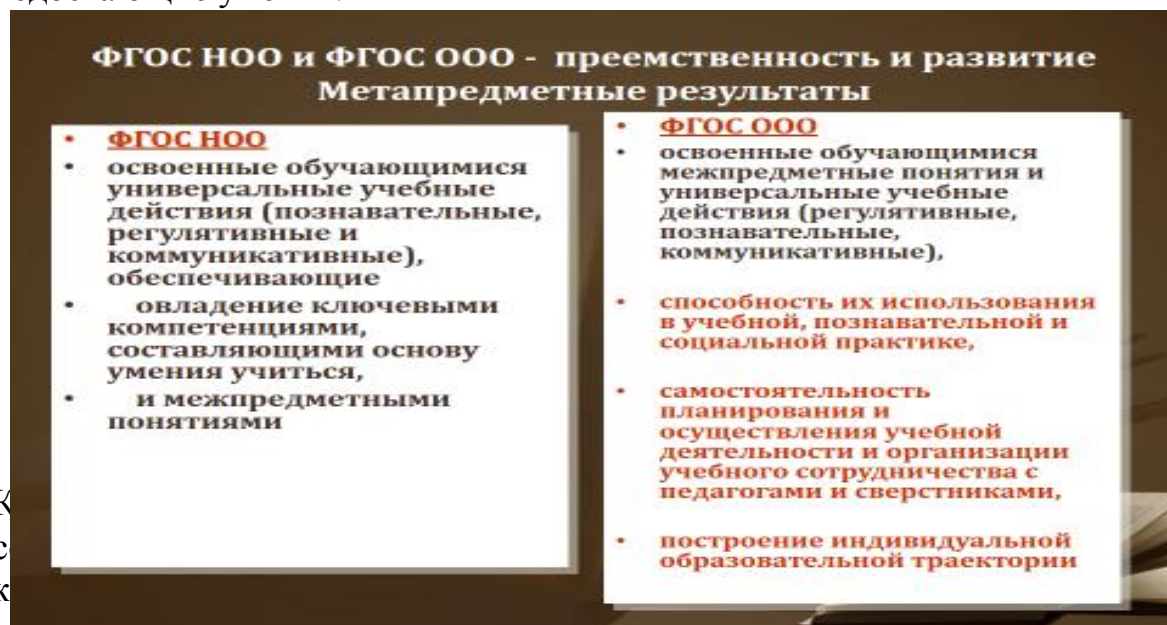 ФГОС НОО и ФГОС ООО - преемственность и развитие
Метапредметные результаты
• ФГОС НОО
• освоенные обучающимися
универсальные учебные
действия (познавательные,
регулятивные и
коммуникативные),
обеспечивающие
• овладение ключевыми
компетенциями,
составляющими основу
умения учиться,
• и межпредметными
понятиями
• ФГОС ООО
• освоенные обучающимися
межпредметные понятия и
универсальные учебные
действия (регулятивные,
познавательные,
коммуникативные),
• способность их использования
в учебной, познавательной и
социальной практике,
• самостоятельность
планирования и
осуществления учебной
деятельности и организации
учебного сотрудничества с
педагогами и сверстниками,
• построение индивидуальной
образовательной траектории